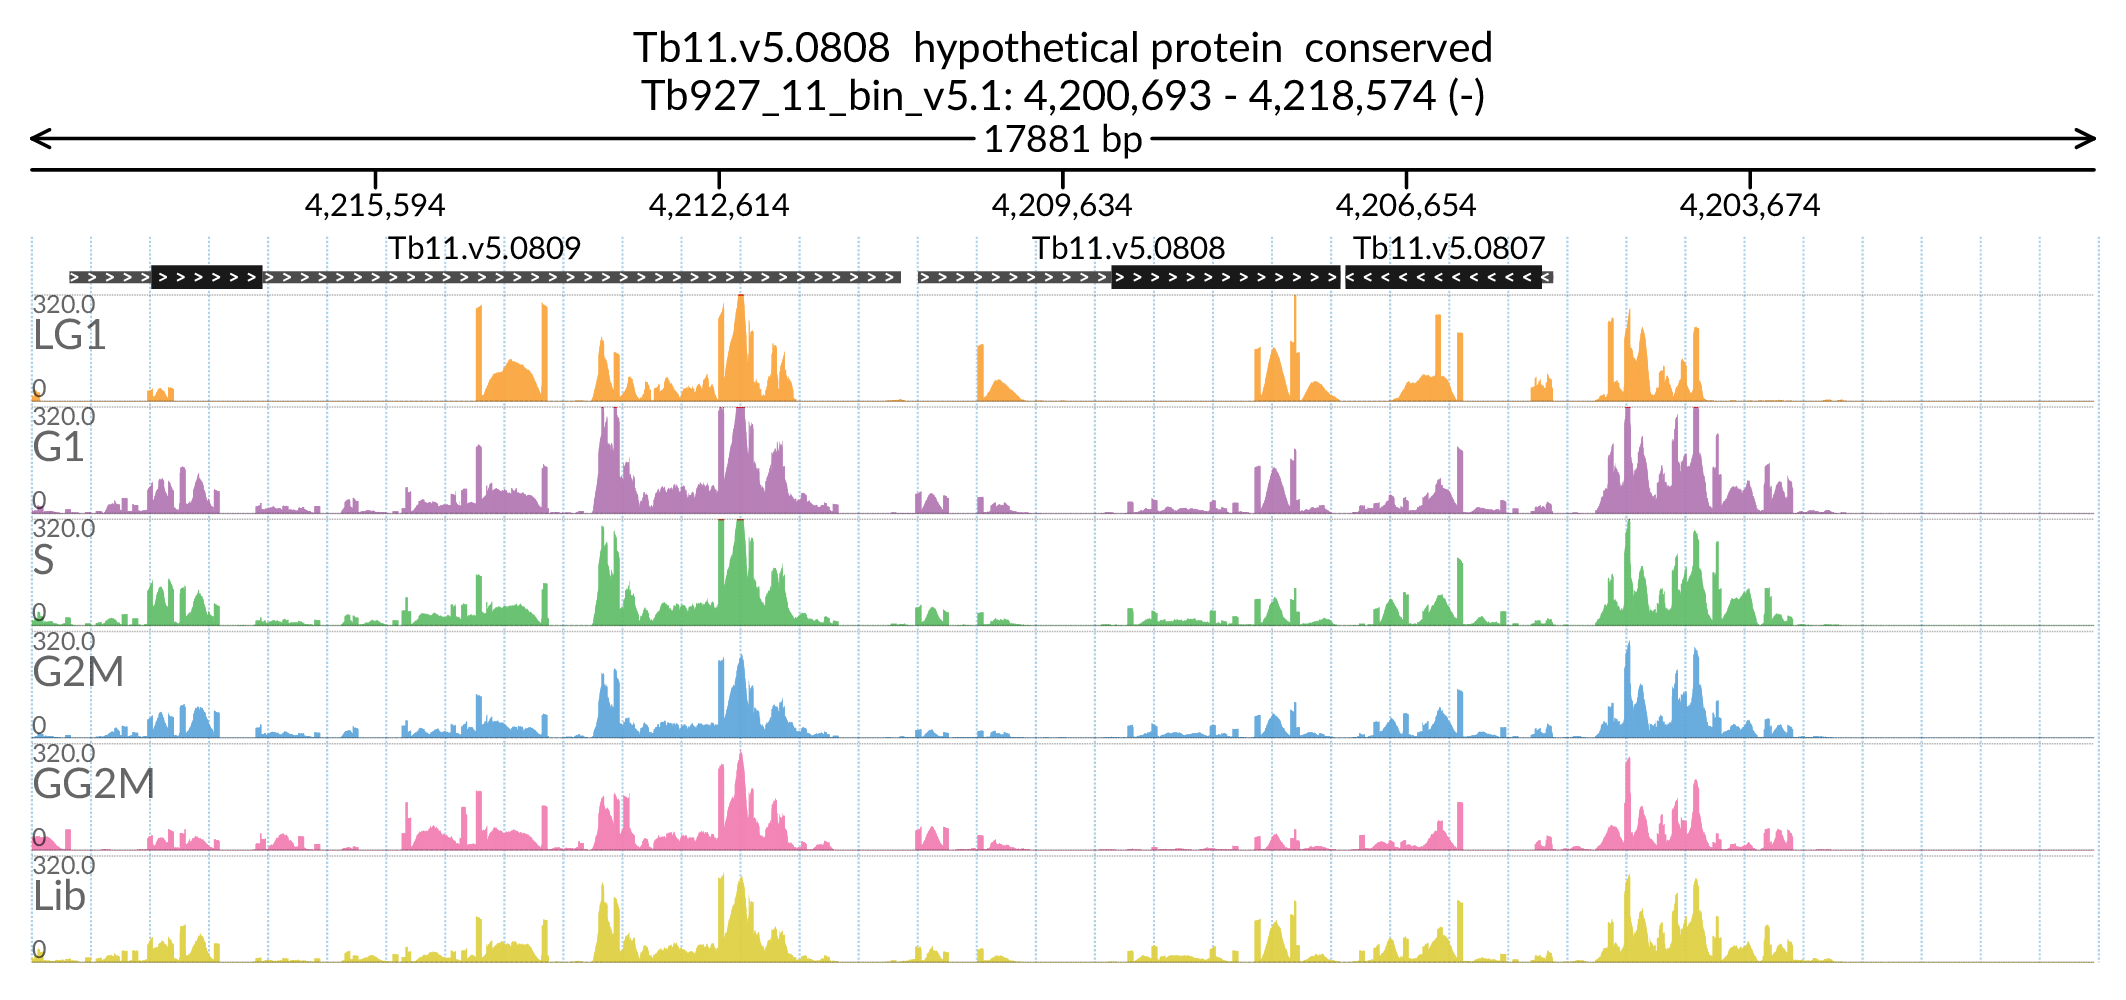 Tb11.v5.0808 hypothetical protein conserved
Tb927_11_bin_v5.1: 4,200,693 - 4,218,574 (-)
17881 bp
4,215,594 4,212,614 4,209,634 4,206,654 4,203,674
Tb11.v5.0809 Tb11.v5.0808 Tb11.v5.0807
320.0
LG1
0
320.0
G1
0
320.0
S
0
320.0
G2M
0
320.0
GG2M
0
320.0
Lib
0